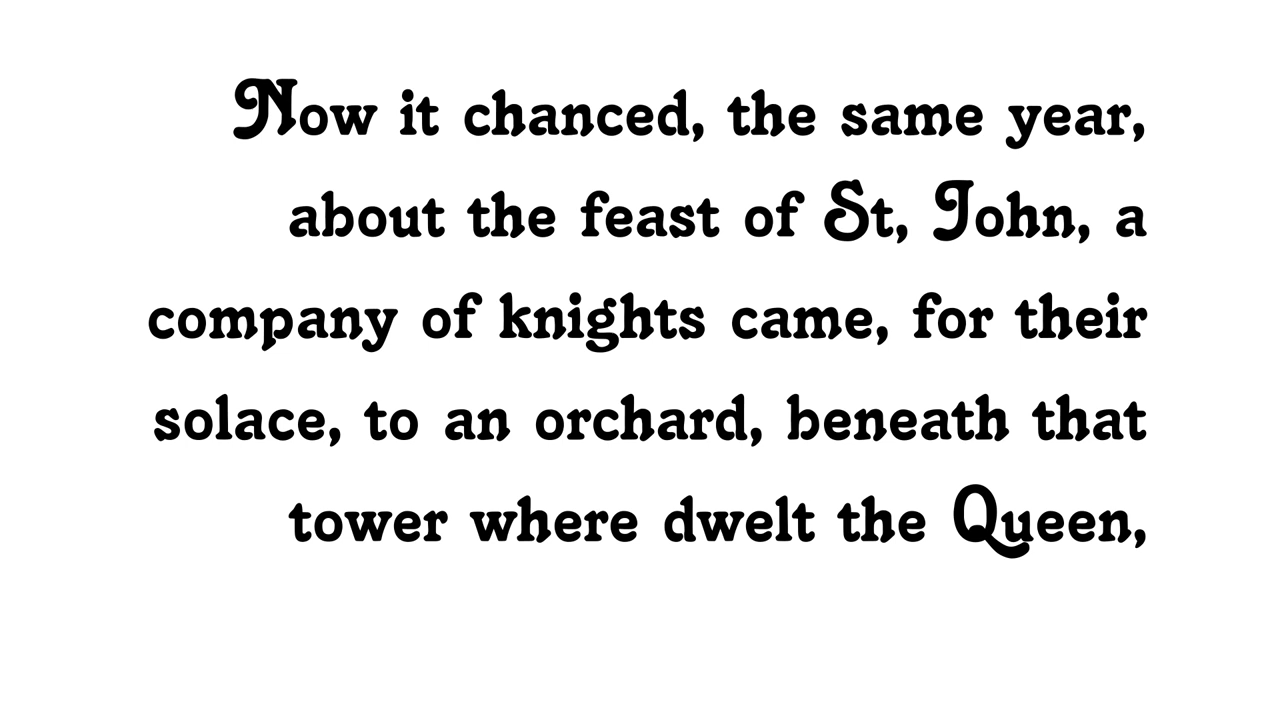 Now it chanced, the same year,
about the feast of St, John, a
company of knights came, for their
solace, to an orchard, beneath that
tower where dwelt the Queen,